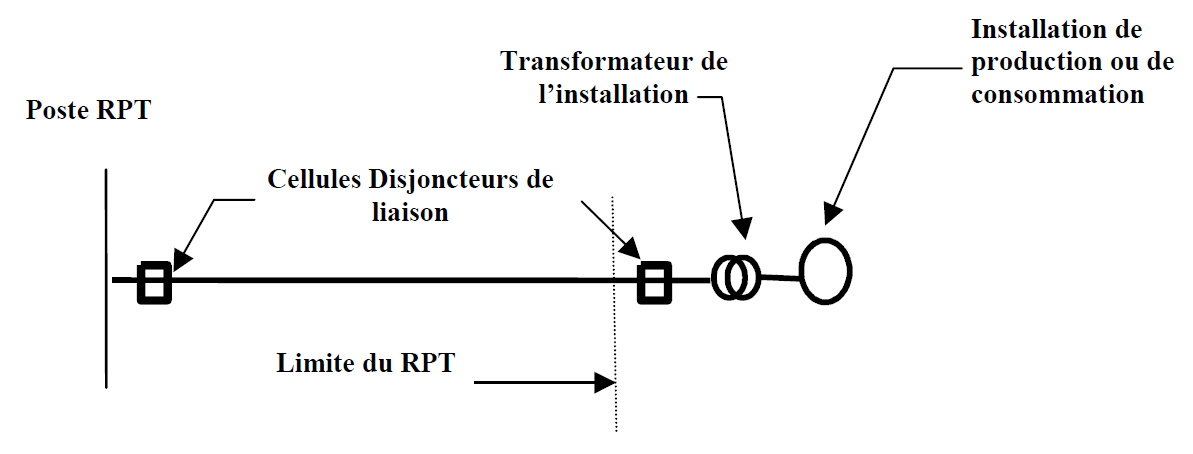 Installation de
production ou de
consommation
Transformateur de
l’installation
Poste RPT
Cellules Disjoncteurs de
liaison
Limite du RPT